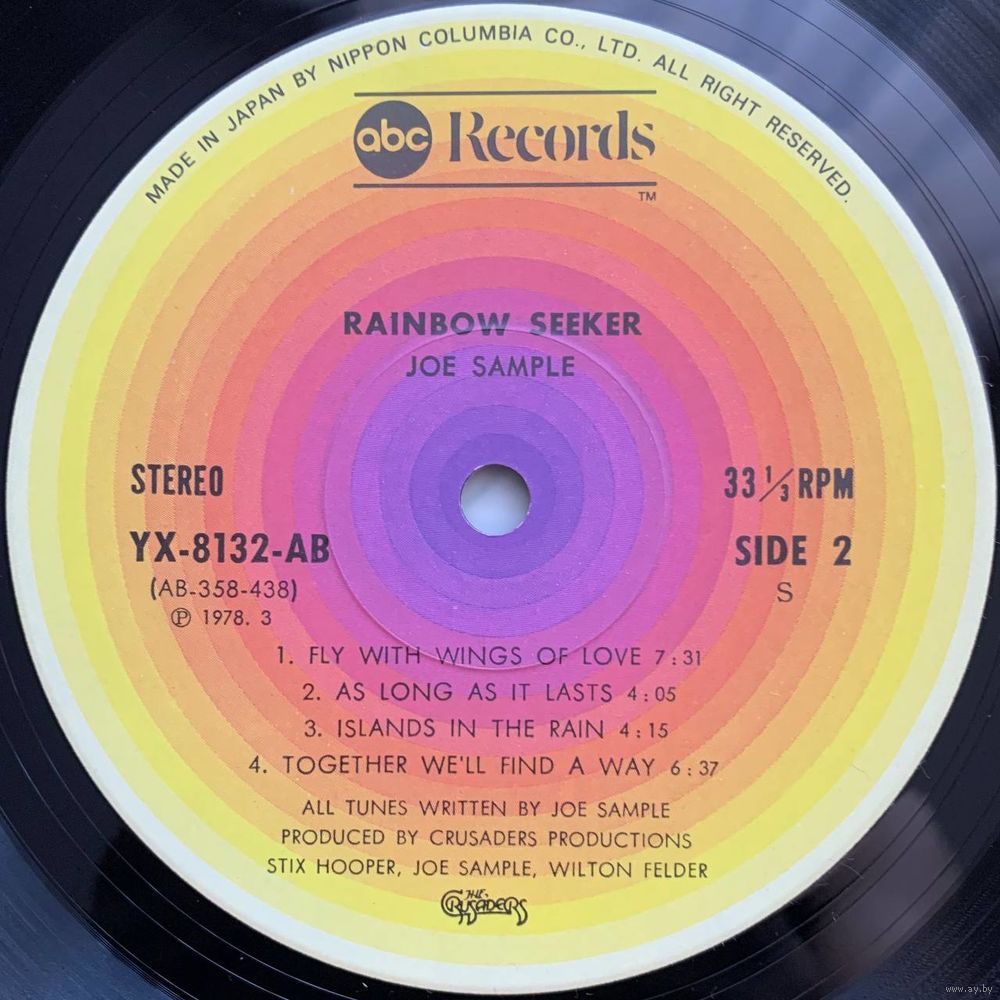 MADE IN JAPAN BY NIPPON COLUMBIA CO., LTD. ALL RIGHT RESERVED.
abc Records
TM
RAINBOW SEEKER
JOE SAMPLE
STEREO
33 1/3 RPM
YX-8132-AB
SIDE 2
(AB-358-438)
S
Ⓟ 1978. 3
1. FLY WITH WINGS OF LOVE 7:31
2. AS LONG AS IT LASTS 4:05
3. ISLANDS IN THE RAIN 4:15
4. TOGETHER WE'LL FIND A WAY 6:37
ALL TUNES WRITTEN BY JOE SAMPLE
PRODUCED BY CRUSADERS PRODUCTIONS
STIX HOOPER, JOE SAMPLE, WILTON FELDER
THE CRUSADERS
www.ay.by